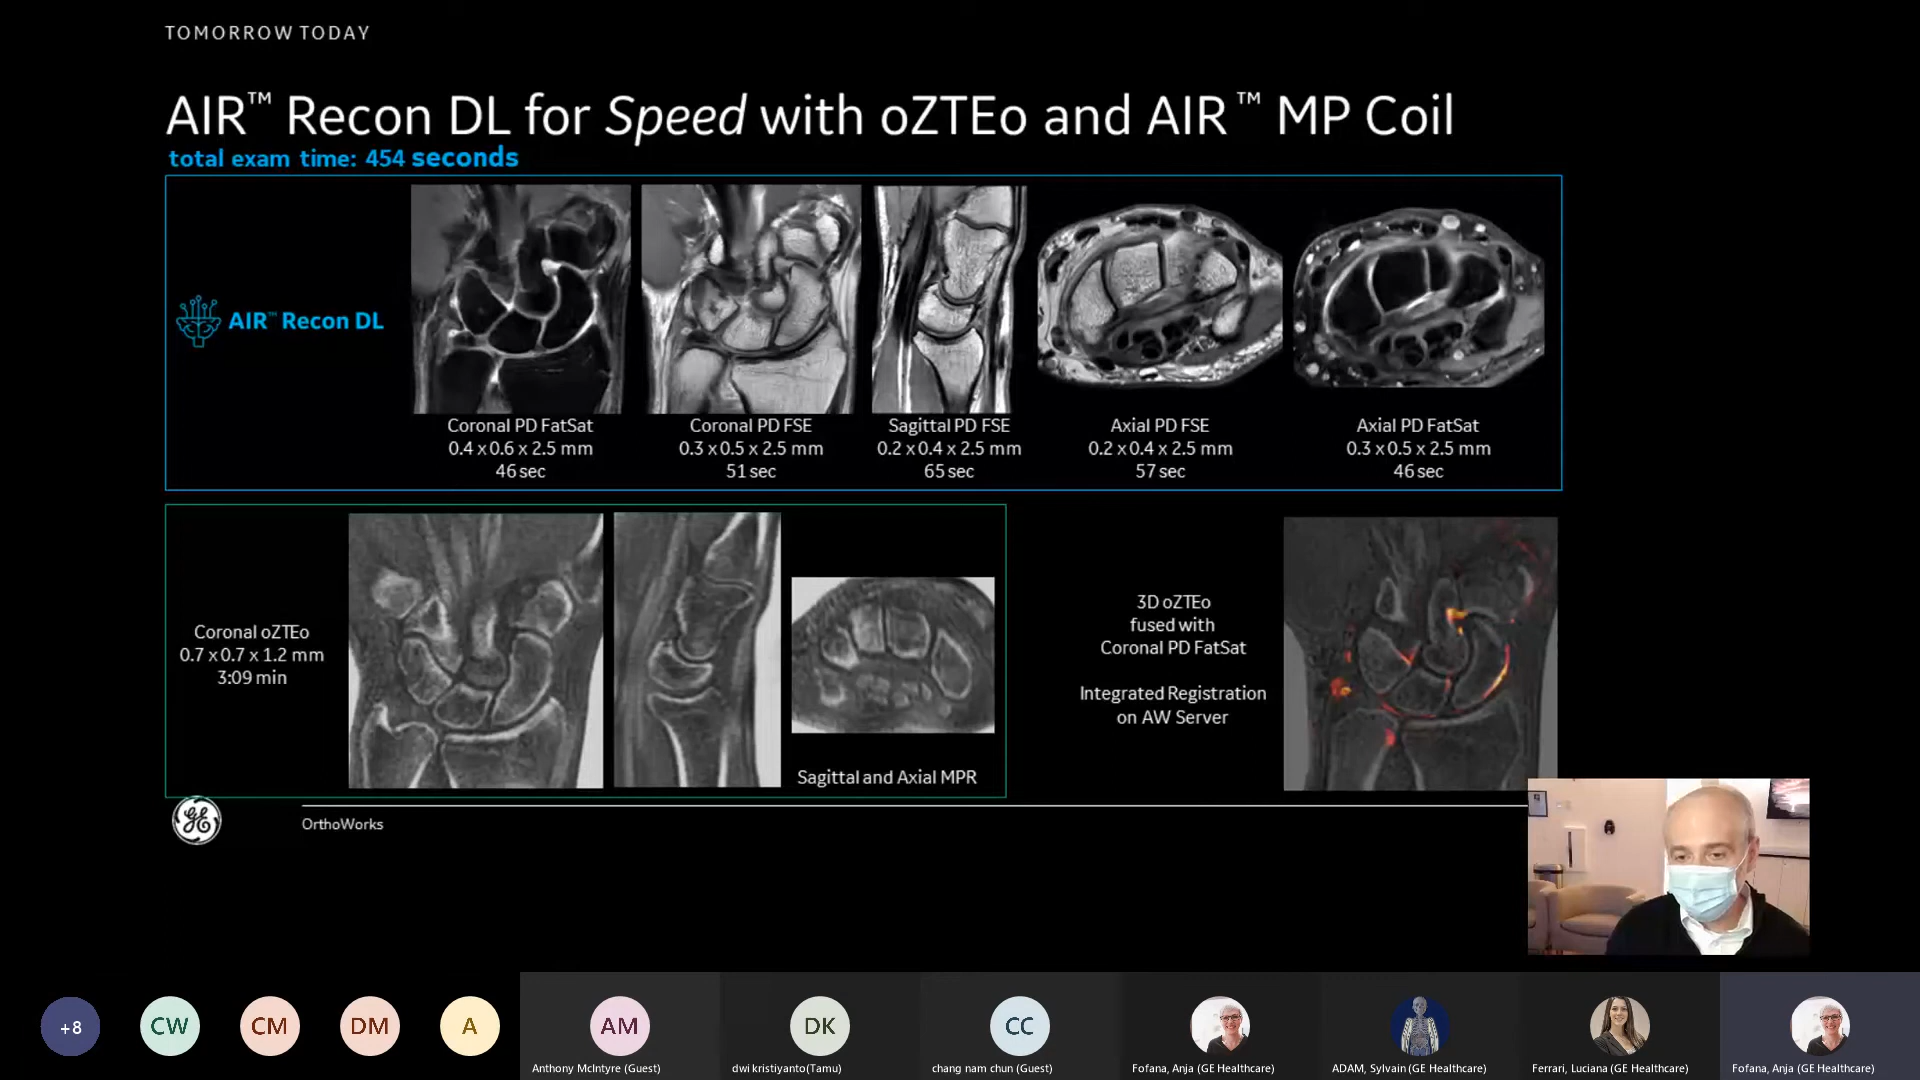 TOMORROW TODAY
AIR™ Recon DL for Speed with oZTEo and AIR™ MP Coil
total exam time: 454 seconds
AIR™ Recon DL
Coronal PD FatSat
0.4 x 0.6 x 2.5 mm
46 sec
Coronal PD FSE
0.3 x 0.5 x 2.5 mm
51 sec
Sagittal PD FSE
0.2 x 0.4 x 2.5 mm
65 sec
Axial PD FSE
0.2 x 0.4 x 2.5 mm
57 sec
Axial PD FatSat
0.3 x 0.5 x 2.5 mm
46 sec
Coronal oZTEo
0.7 x 0.7 x 1.2 mm
3:09 min
Sagittal and Axial MPR
3D oZTEo
fused with
Coronal PD FatSat
Integrated Registration
on AW Server
GE
OrthoWorks
+8
CW
CM
DM
A
AM
Anthony McIntyre (Guest)
DK
dwi kristiyanto(Tamu)
CC
chang nam chun (Guest)
Fofana, Anja (GE Healthcare)
ADAM, Sylvain (GE Healthcare)
Ferrari, Luciana (GE Healthcare)
Fofana, Anja (GE Healthcare)